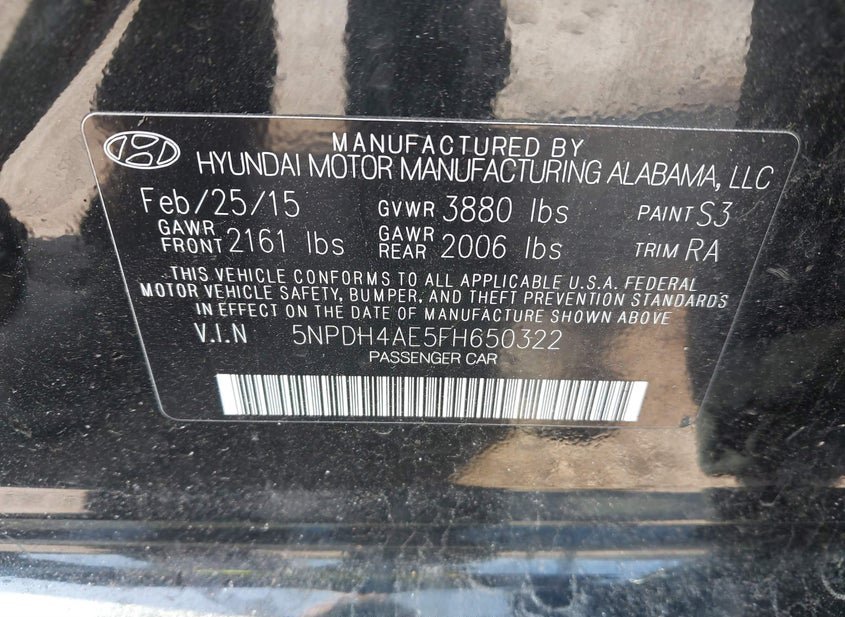 MANUFACTURED BY
HYUNDAI MOTOR MANUFACTURING ALABAMA, LLC
Feb/25/15 GVWR 3880 lbs PAINT S3
GAWR FRONT 2161 lbs GAWR REAR 2006 lbs TRIM RA
THIS VEHICLE CONFORMS TO ALL APPLICABLE U.S.A. FEDERAL
MOTOR VEHICLE SAFETY, BUMPER, AND THEFT PREVENTION STANDARDS
IN EFFECT ON THE DATE OF MANUFACTURE SHOWN ABOVE
V.I.N 5NPDH4AE5FH650322
PASSENGER CAR